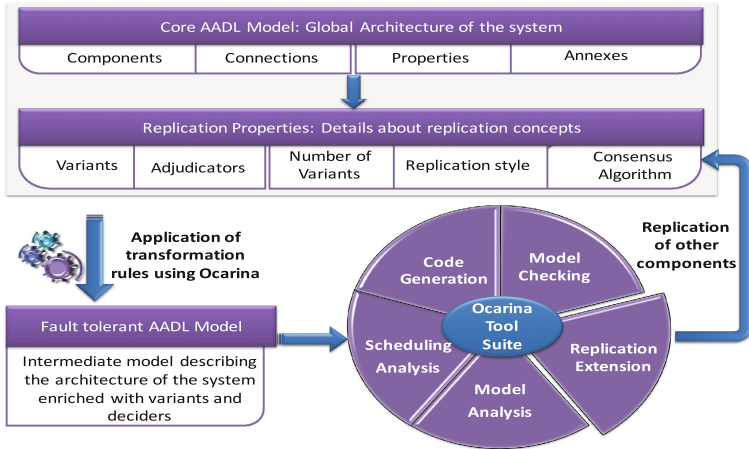 Core AADL Model: Global Architecture of the system
Components
Connections
Properties
Annexes
Replication Properties: Details about replication concepts
Variants
Adjudicators
Number of
Variants
Replication style
Consensus
Algorithm
Application of
transformation
rules using Ocarina
Replication
of other
components
Fault tolerant AADL Model
Intermediate model describing
the architecture of the system
enriched with variants and
deciders
Code
Generation
Model
Checking
Ocarina
Tool
Suite
Scheduling
Analysis
Replication
Extension
Model
Analysis